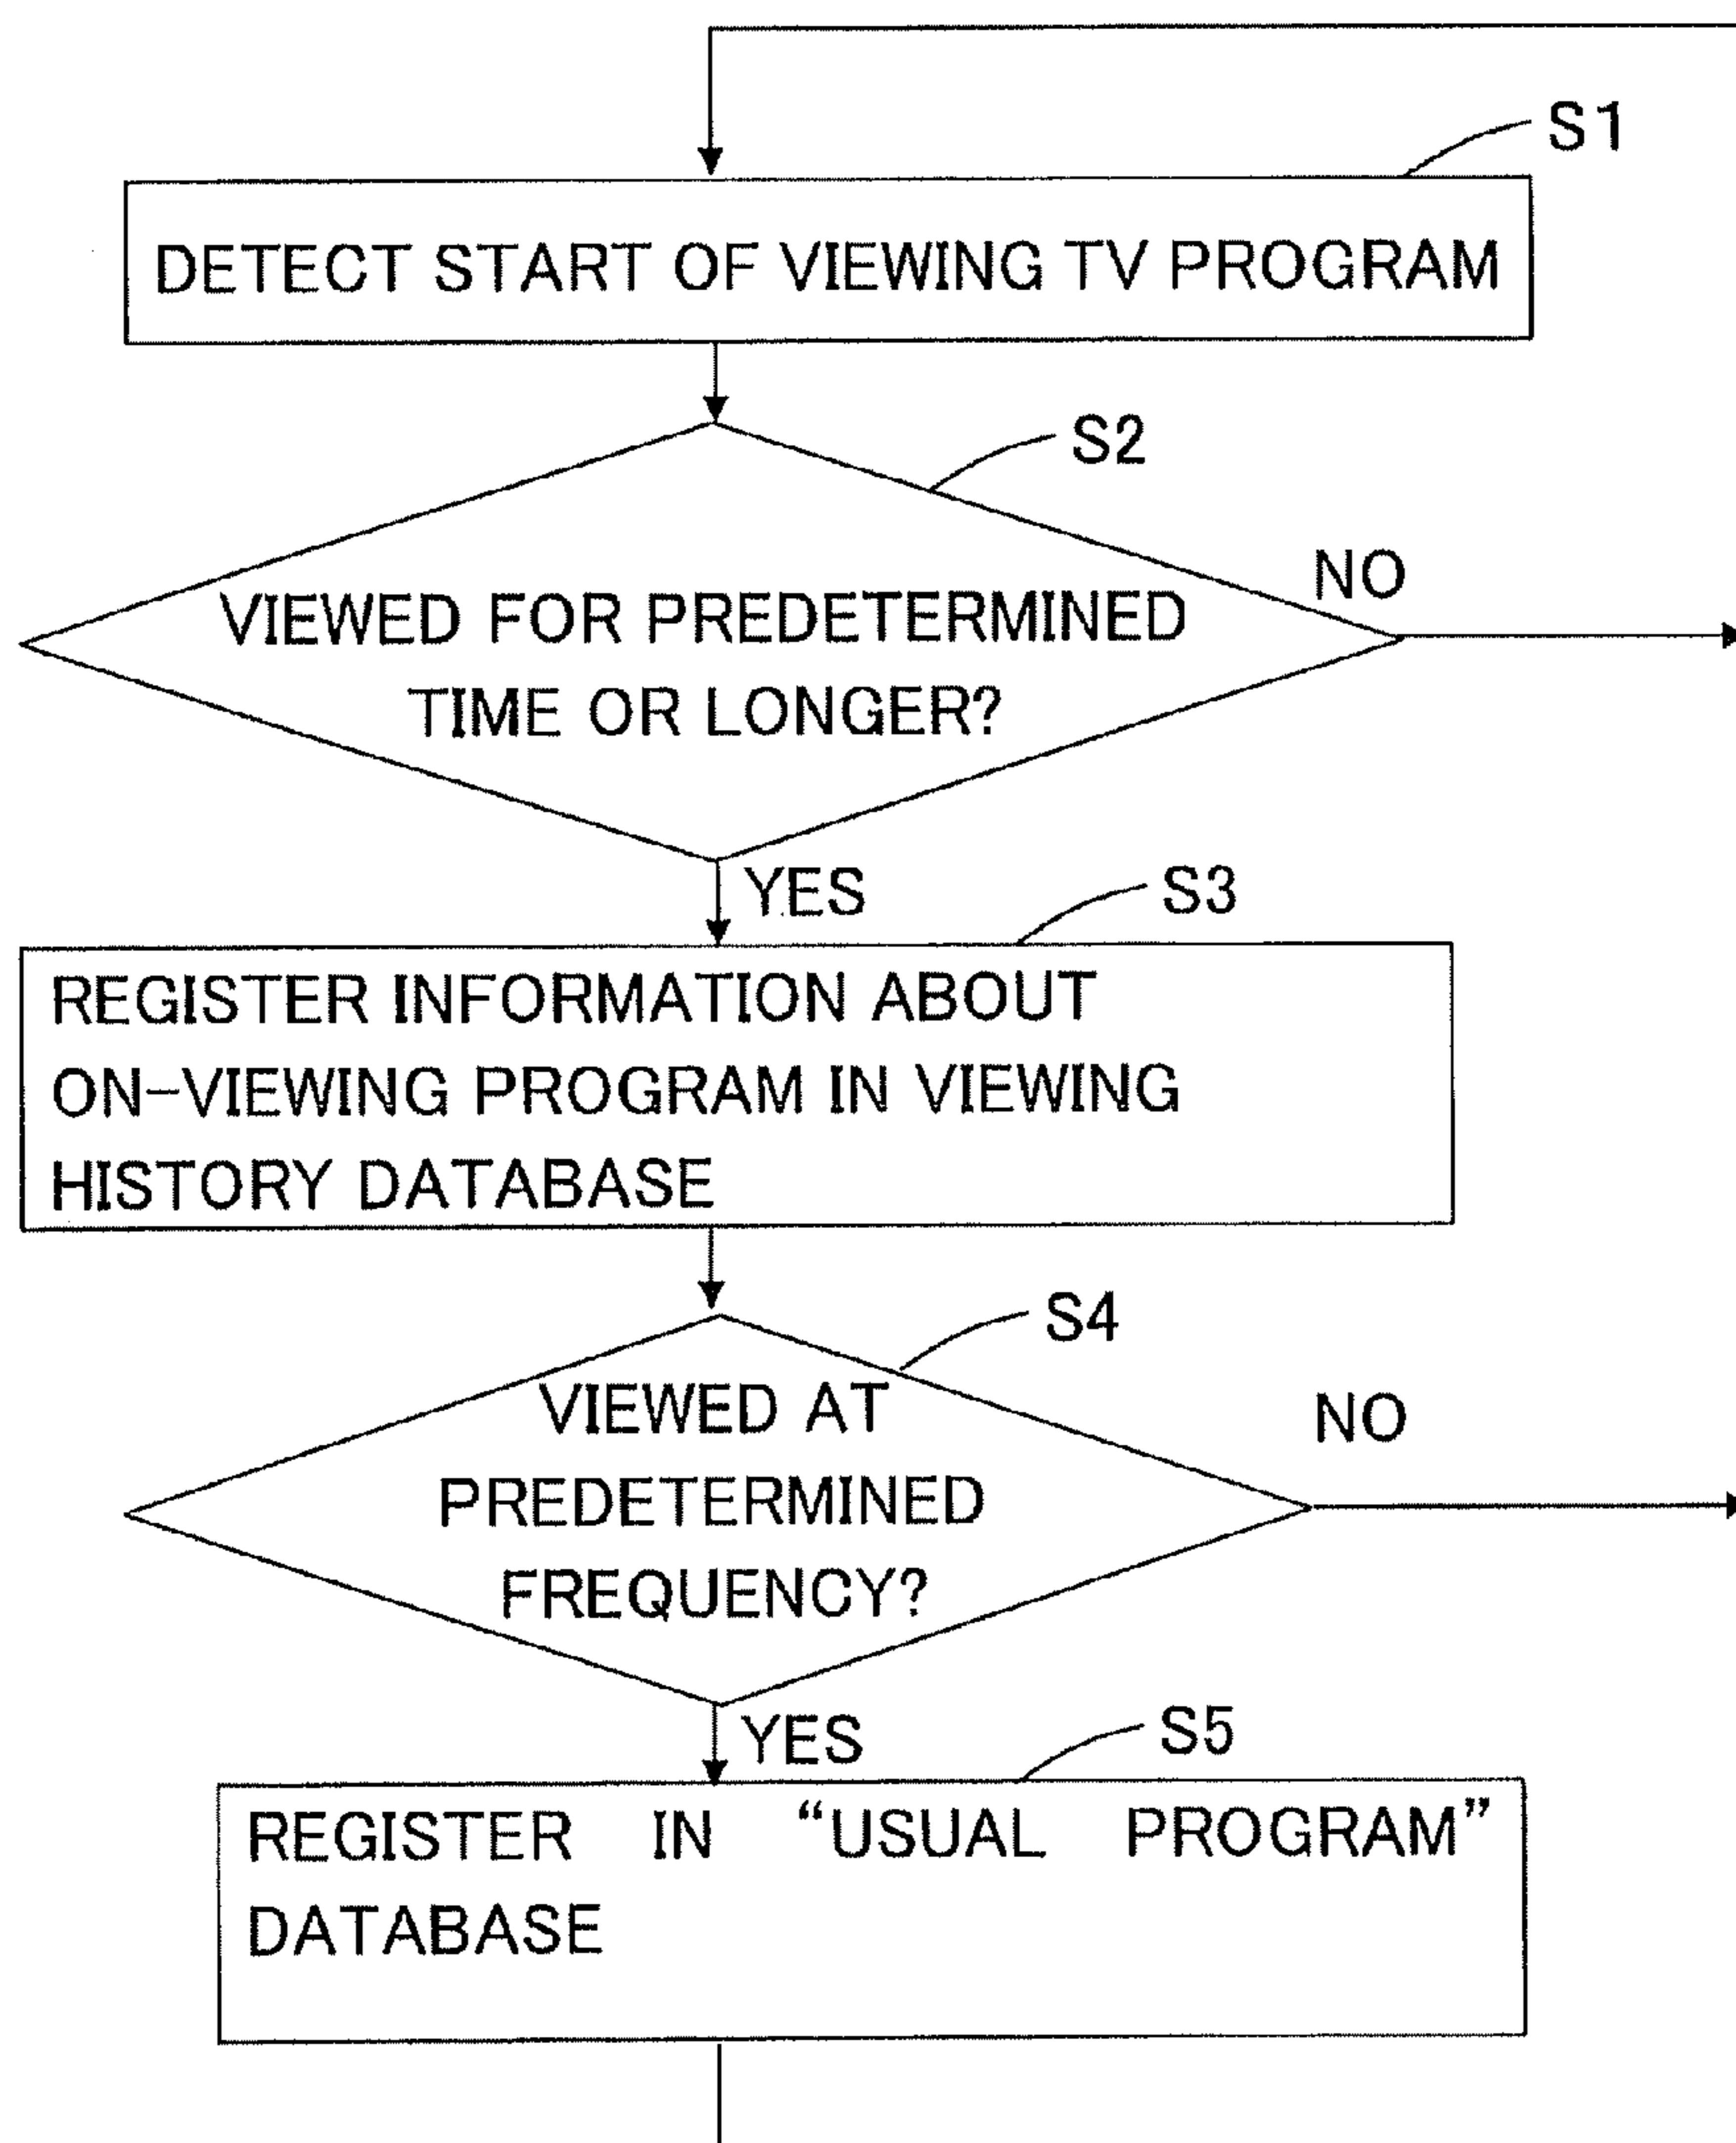 S1
DETECT START OF VIEWING TV PROGRAM
S2
NO
VIEWED FOR PREDETERMINED
TIME OR LONGER?
YES
S3
REGISTER INFORMATION ABOUT
ON-VIEWING PROGRAM IN VIEWING
HISTORY DATABASE
S4
VIEWED AT
NO
PREDETERMINED
FREQUENCY?
YES
S5
REGISTER IN “USUAL PROGRAM”
DATABASE